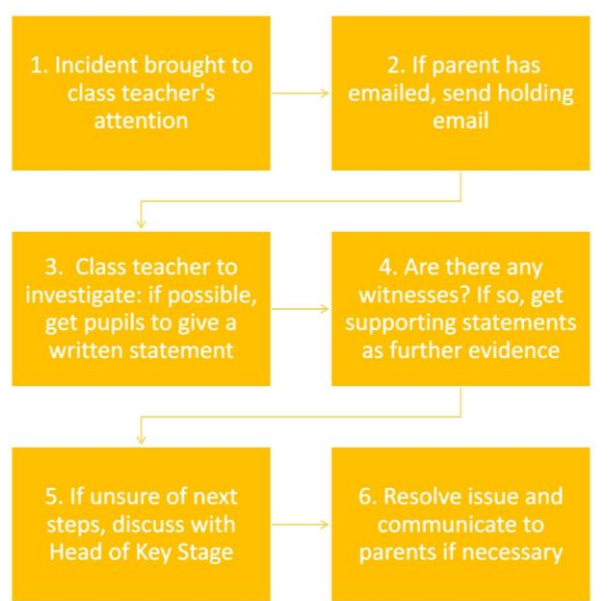 1. Incident brought to
class teacher's
attention
2. If parent has
emailed, send holding
email
3.  Class teacher to
investigate: if possible,
get pupils to give a
written statement
4. Are there any
witnesses? If so, get
supporting statements
as further evidence
5. If unsure of next
steps, discuss with
Head of Key Stage
6. Resolve issue and
communicate to
parents if necessary